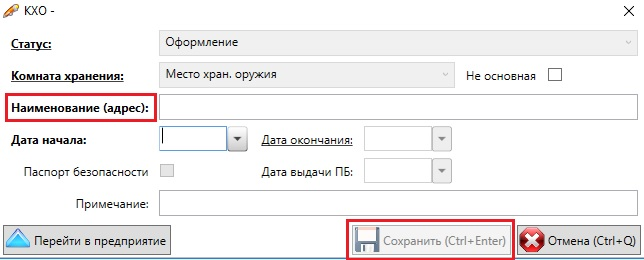 КХО -
Статус: Оформление
Комната хранения: Место хран. оружия Не основная
Наименование (адрес):
Дата начала: Дата окончания:
Паспорт безопасности Дата выдачи ПБ:
Примечание:
Перейти в предприятие Сохранить (Ctrl+Enter) Отмена (Ctrl+Q)